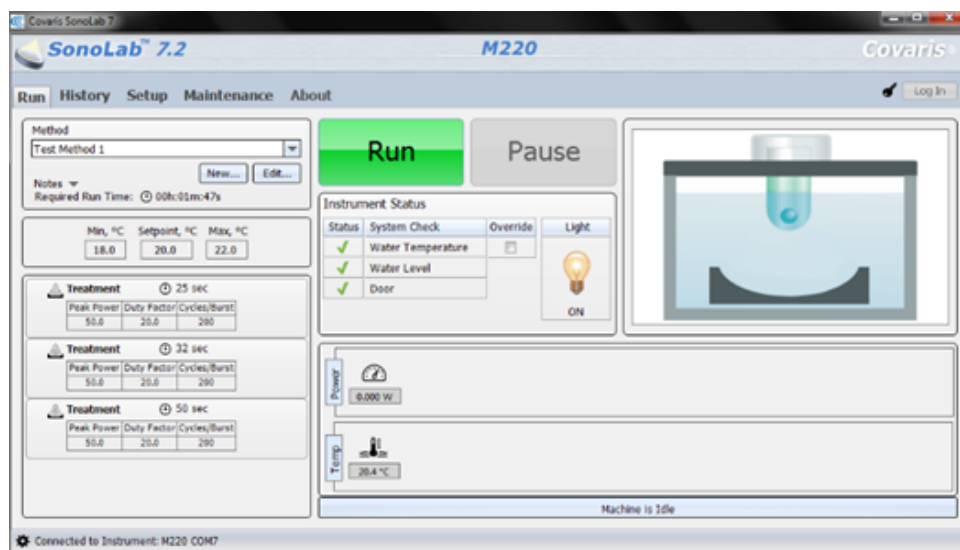 Covaris SonoLab 7
SonoLab™ 7.2
M220
Covaris®
Run History Setup Maintenance About
Log In
Method
Test Method 1
New... Edit...
Notes
Required Run Time: 00h:01m:47s
Min, °C Setpoint, °C Max, °C
18.0 20.0 22.0
Treatment 25 sec
Peak Power Duty Factor Cycles/Burst
50.0 20.0 200
Treatment 32 sec
Peak Power Duty Factor Cycles/Burst
50.0 20.0 200
Treatment 50 sec
Peak Power Duty Factor Cycles/Burst
50.0 20.0 200
Run
Pause
Instrument Status
Status System Check Override Light
Water Temperature
Water Level
Door
ON
Power
0.000 W
Temp
20.4 °C
Machine is Idle
Connected to Instrument: M220 COM7